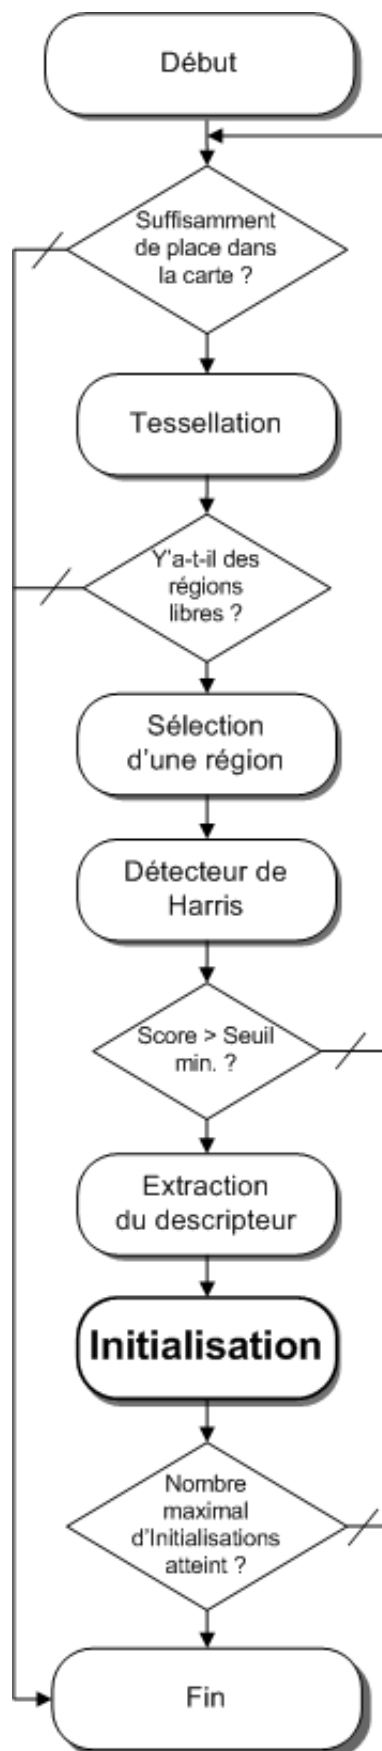 Début
Suffisamment
de place dans
la carte ?
Tessellation
Y'a-t-il des
régions
libres ?
Sélection
d'une région
Détecteur de
Harris
Score > Seuil
min. ?
Extraction
du descripteur
Initialisation
Nombre
maximal
d'Initialisations
atteint ?
Fin